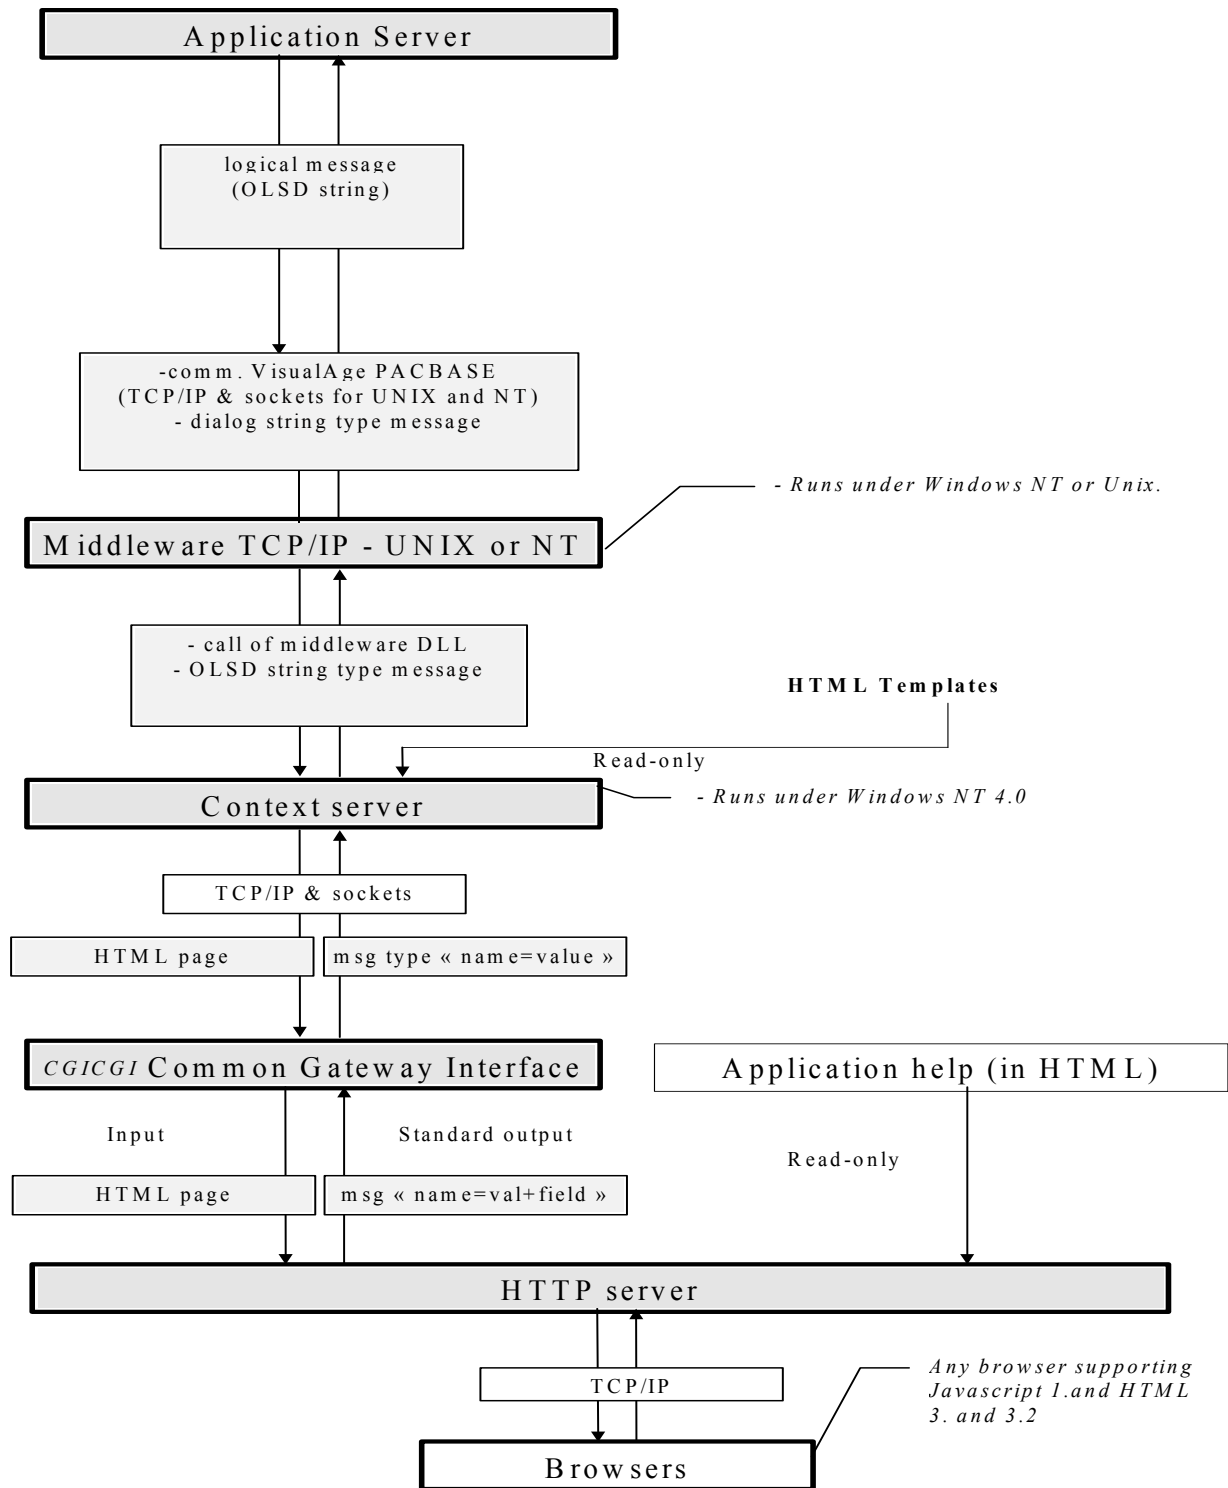 Application Server
logical message
(OLSD string)
-comm. VisualAge PACBASE
(TCP/IP & sockets for UNIX and NT)
- dialog string type message
- Runs under Windows NT or Unix.
Middleware TCP/IP - UNIX or NT
- call of middleware DLL
- OLSD string type message
HTML Templates
Read-only
Context server
- Runs under Windows NT 4.0
TCP/IP & sockets
HTML page
msg type « name=value »
CGICGI Common Gateway Interface
Application help (in HTML)
Input
Standard output
Read-only
HTML page
msg « name=val+field »
HTTP server
TCP/IP
Any browser supporting
Javascript 1.and HTML
3. and 3.2
Browsers